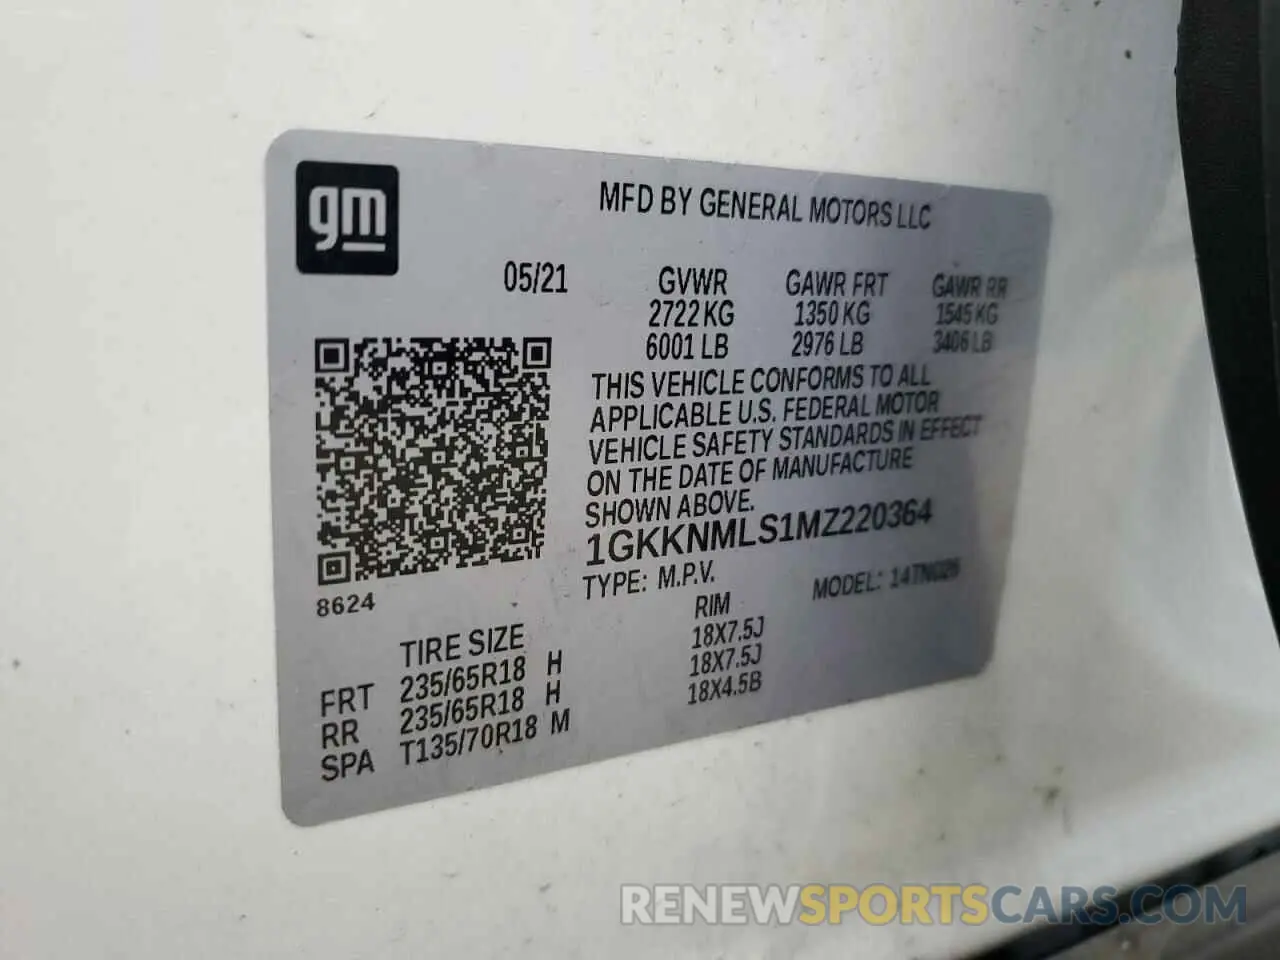 gm
MFD BY GENERAL MOTORS LLC
05/21 GVWR GAWR FRT GAWR RR
2722 KG 1350 KG 1545 KG
6001 LB 2976 LB 3406 LB
THIS VEHICLE CONFORMS TO ALL
APPLICABLE U.S. FEDERAL MOTOR
VEHICLE SAFETY STANDARDS IN EFFECT
ON THE DATE OF MANUFACTURE
SHOWN ABOVE.
1GKKNMLS1MZ220364
TYPE: M.P.V. MODEL: 14TNG26
8624
TIRE SIZE RIM
FRT 235/65R18 H 18X7.5J
RR 235/65R18 H 18X7.5J
SPA T135/70R18 M 18X4.5B
RENEWSPORTSCARS.COM